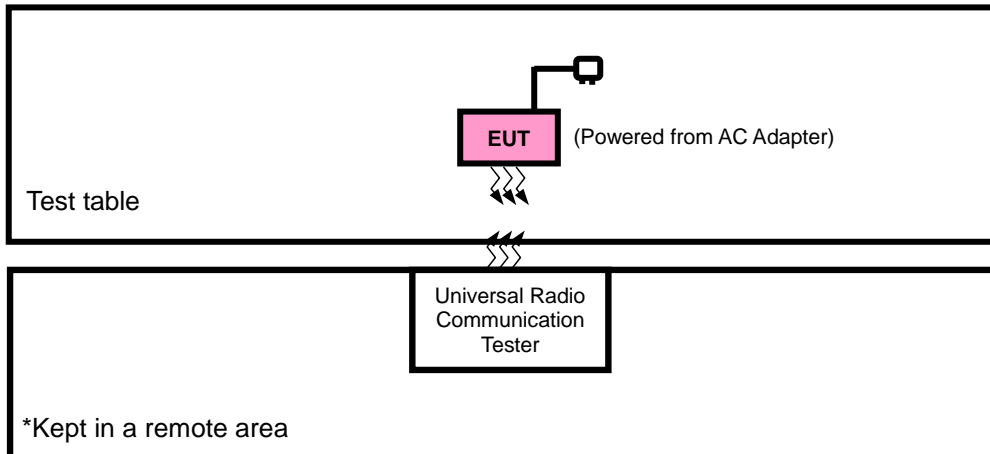 EUT
(Powered from AC Adapter)
Test table
Universal Radio
Communication
Tester
*Kept in a remote area